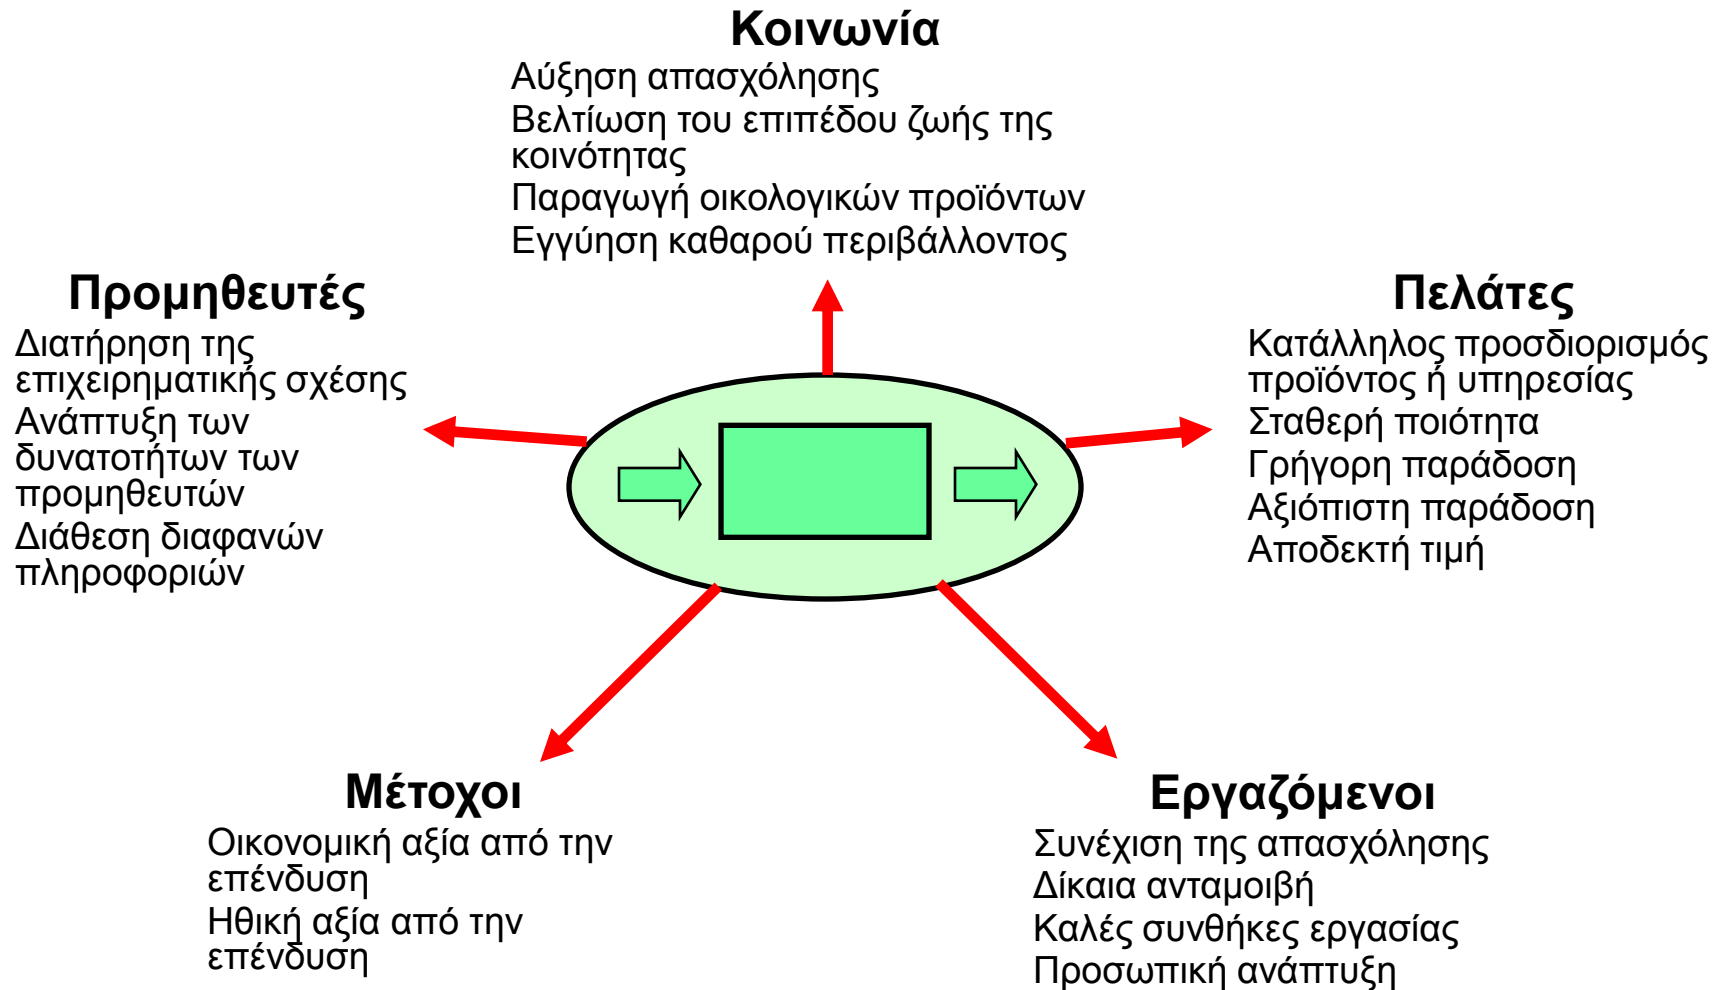 Κοινωνία
Αύξηση απασχόλησης
Βελτίωση του επιπέδου ζωής της
κοινότητας
Παραγωγή οικολογικών προϊόντων
Εγγύηση καθαρού περιβάλλοντος
Προμηθευτές
Διατήρηση της
επιχειρηματικής σχέσης
Ανάπτυξη των
δυνατοτήτων των
προμηθευτών
Διάθεση διαφανών
πληροφοριών
Πελάτες
Κατάλληλος προσδιορισμός
προϊόντος ή υπηρεσίας
Σταθερή ποιότητα
Γρήγορη παράδοση
Αξιόπιστη παράδοση
Αποδεκτή τιμή
Μέτοχοι
Οικονομική αξία από την
επένδυση
Ηθική αξία από την
επένδυση
Εργαζόμενοι
Συνέχιση της απασχόλησης
Δίκαια ανταμοιβή
Καλές συνθήκες εργασίας
Προσωπική ανάπτυξη